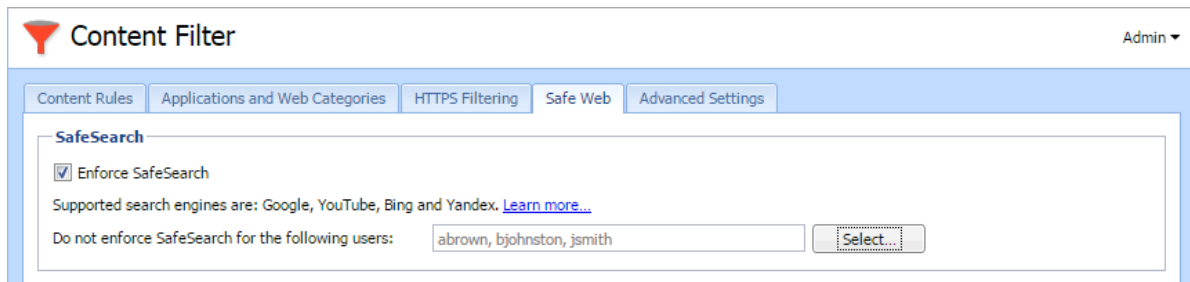 Content Filter
Admin
Content Rules
Applications and Web Categories
HTTPS Filtering
Safe Web
Advanced Settings
SafeSearch
Enforce SafeSearch
Supported search engines are: Google, YouTube, Bing and Yandex. Learn more...
Do not enforce SafeSearch for the following users: abrown, bjohnston, jsmith Select...